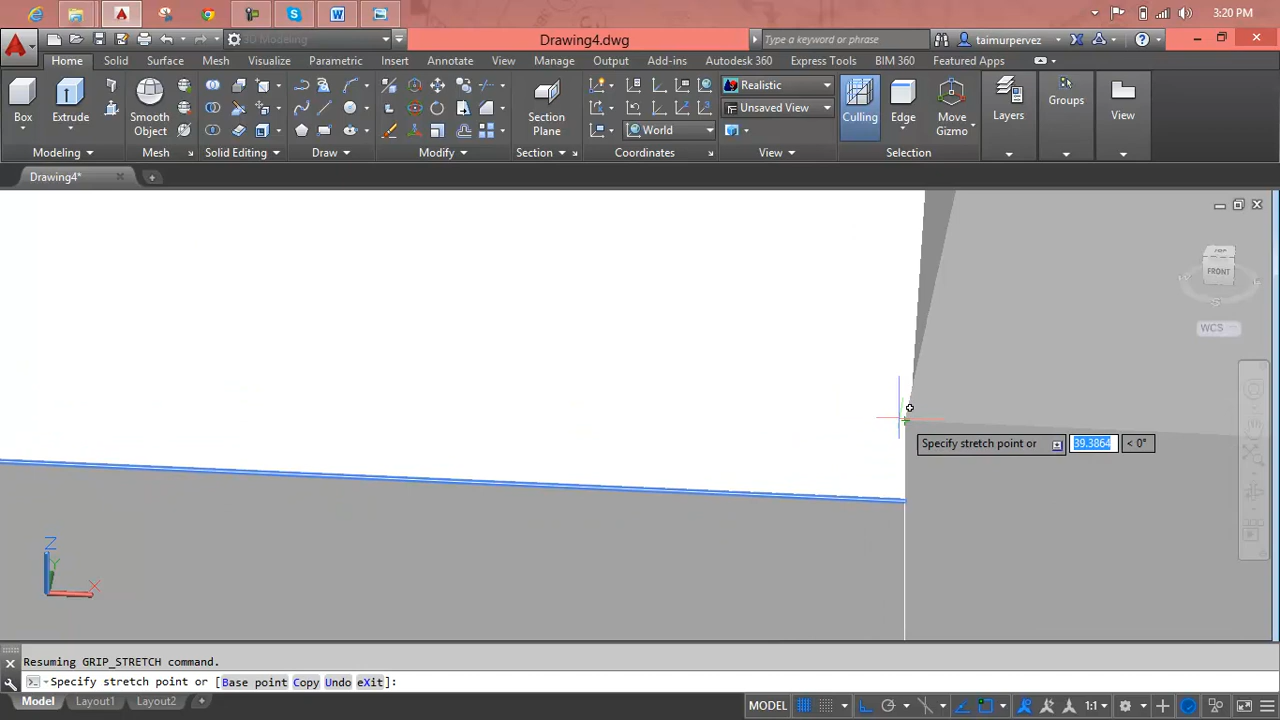 3:20 PM
3D Modeling
Drawing4.dwg
Type a keyword or phrase
taimurpervez
Home Solid Surface Mesh Visualize Parametric Insert Annotate View Manage Output Add-ins Autodesk 360 Express Tools BIM 360 Featured Apps
Realistic
Unsaved View
World
Box
Extrude
Smooth
Object
Section
Plane
Culling
Edge
Move
Gizmo
Layers
Groups
View
Modeling
Mesh
Solid Editing
Draw
Modify
Section
Coordinates
View
Selection
Drawing4*
FRONT
WCS
Specify stretch point or 39.3864 < 0°
Z
Y
X
Resuming GRIP_STRETCH command.
Specify stretch point or [Base point Copy Undo eXit]:
Model Layout1 Layout2
MODEL
1:1